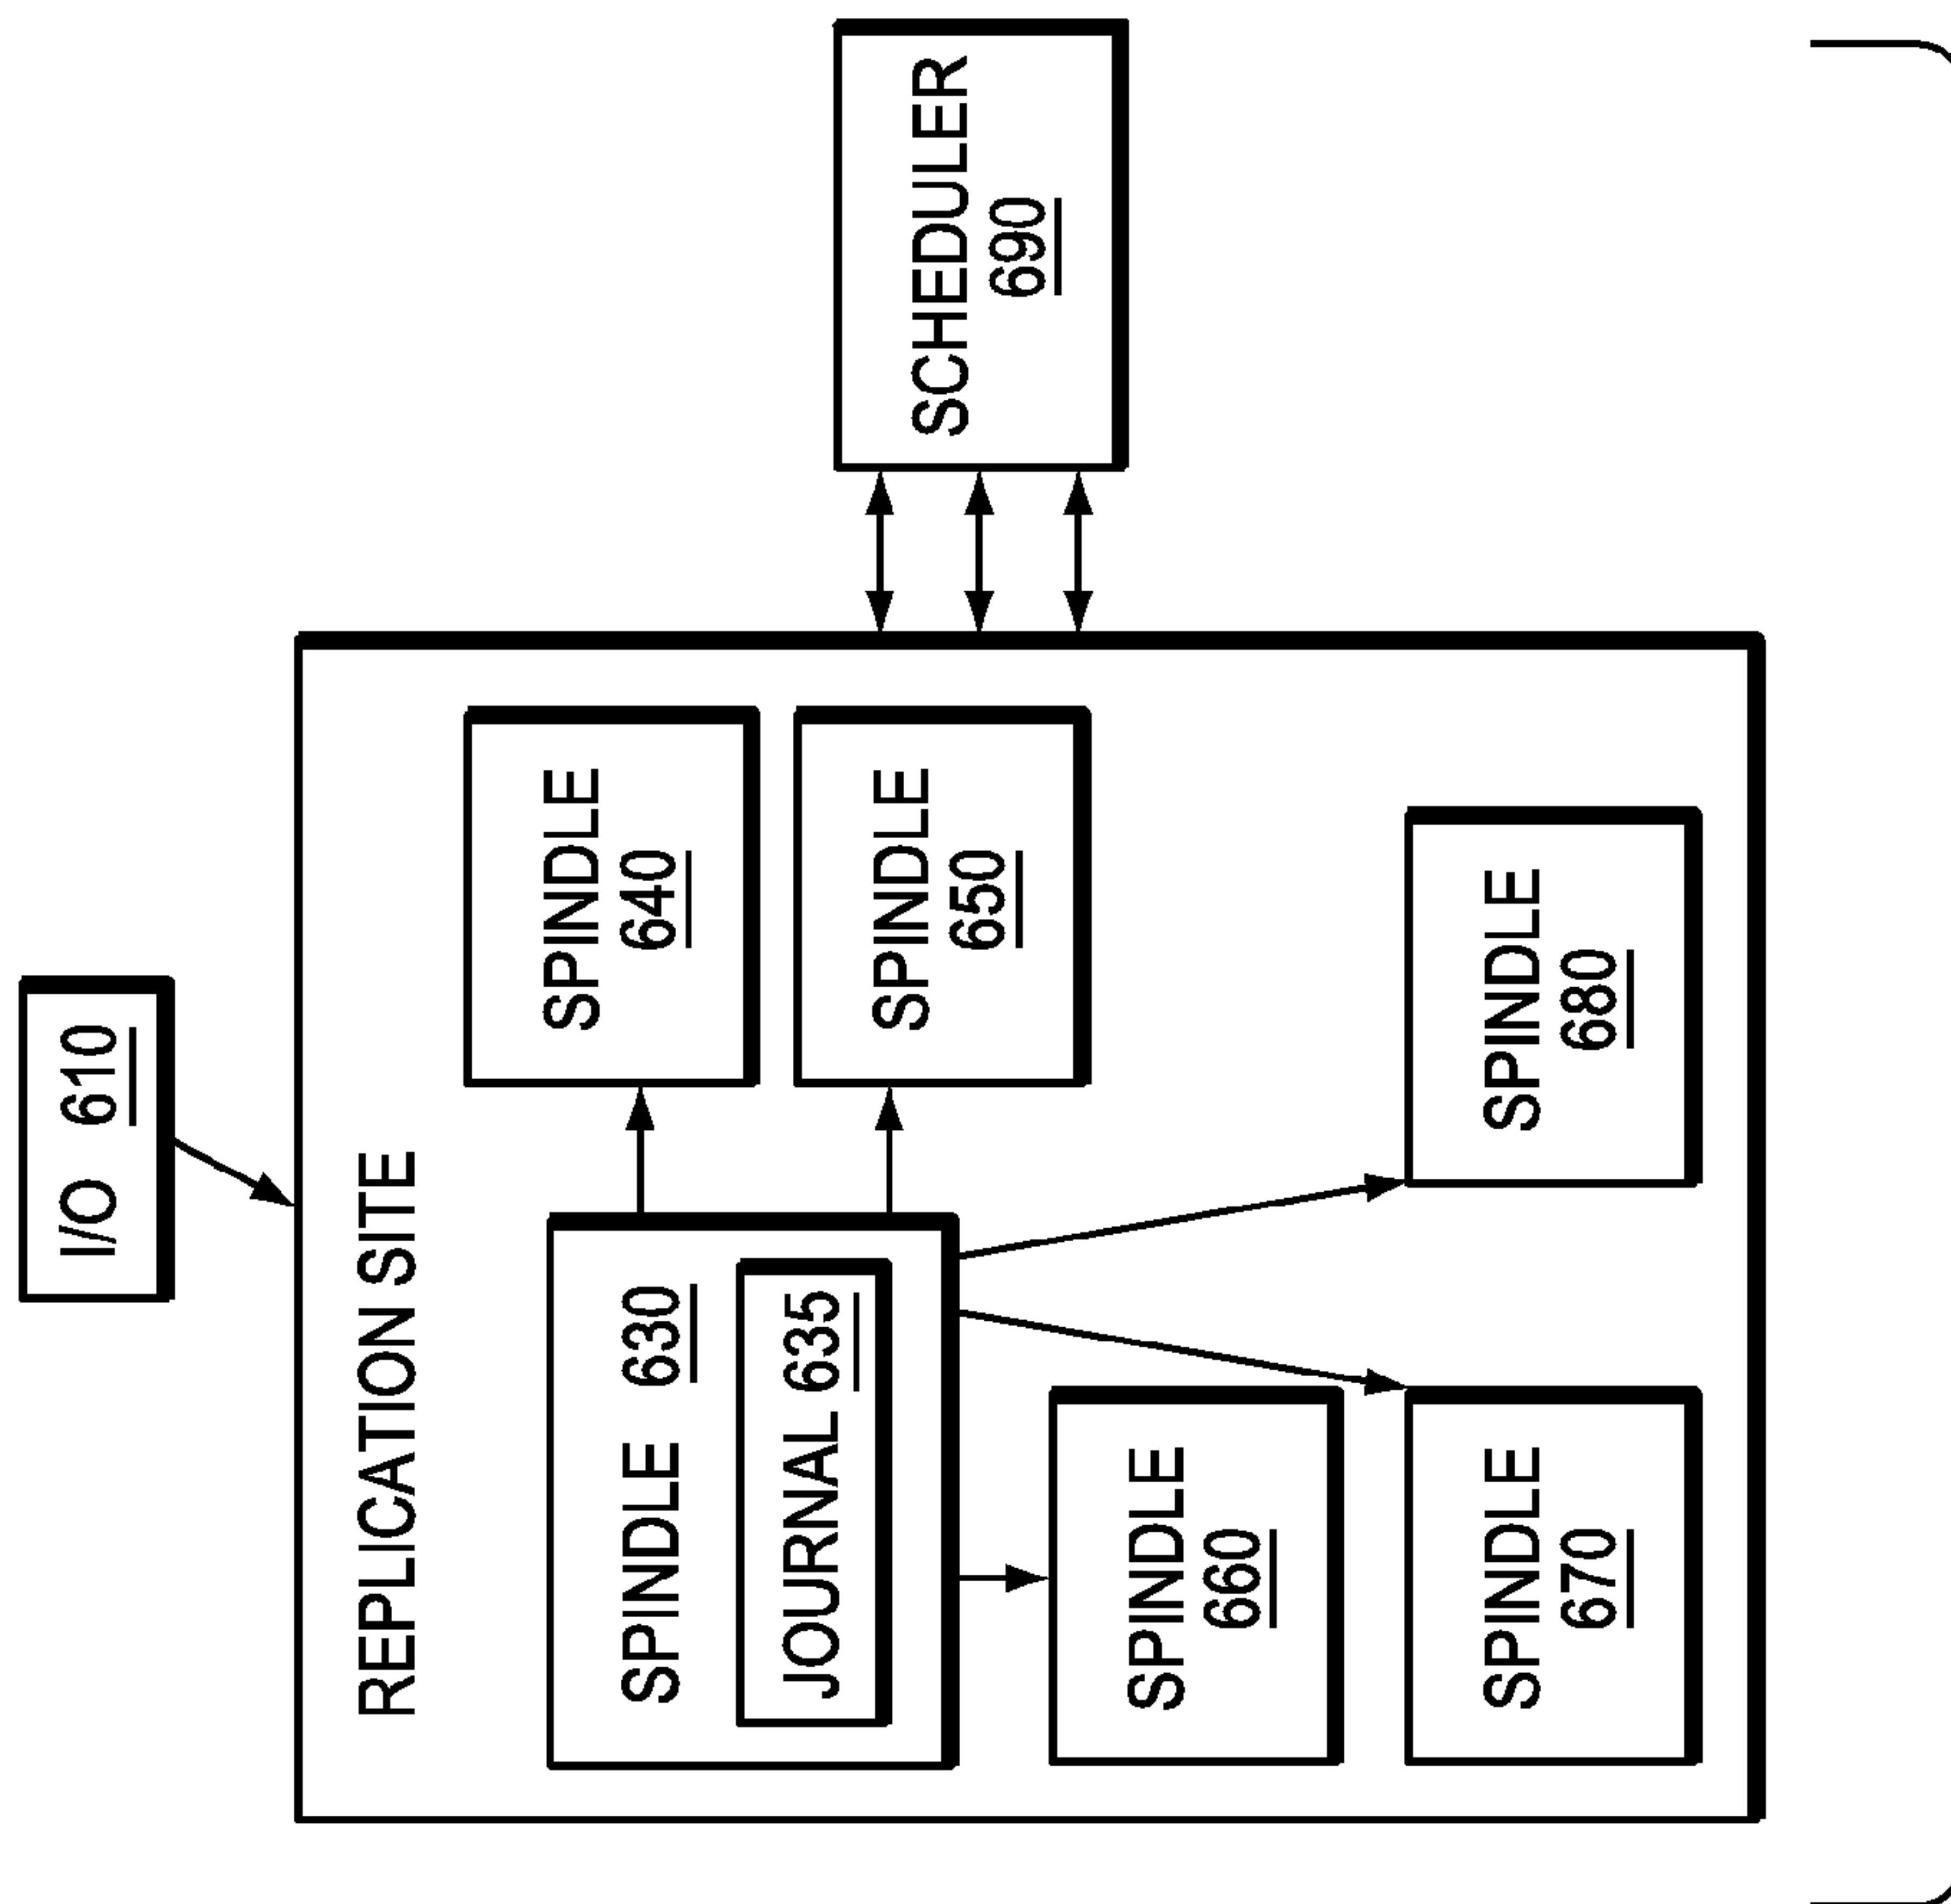 I/O 610
REPLICATION SITE
SPINDLE 630
JOURNAL 635
SPINDLE
640
SPINDLE
650
SPINDLE
660
SPINDLE
670
SPINDLE
680
SCHEDULER
690